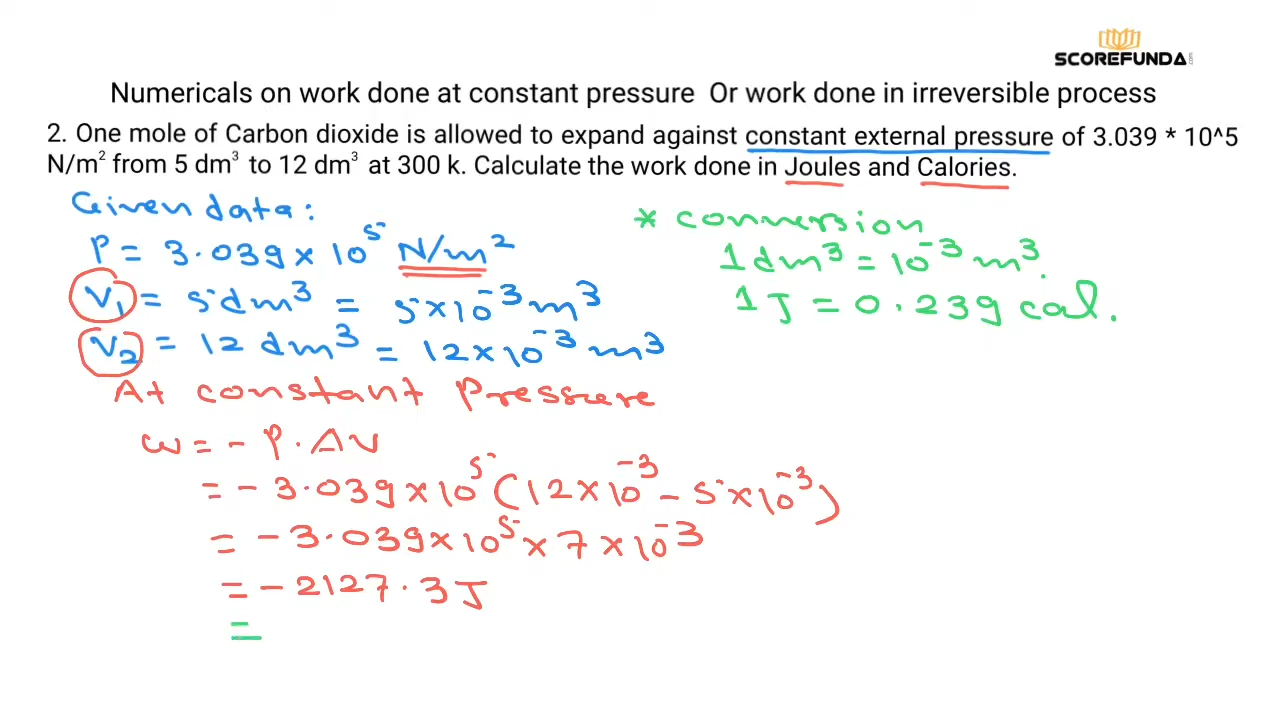 SCOREFUNDA.com
Numericals on work done at constant pressure Or work done in irreversible process
2. One mole of Carbon dioxide is allowed to expand against constant external pressure of 3.039 * 10^5
N/m² from 5 dm³ to 12 dm³ at 300 k. Calculate the work done in Joules and Calories.
Given data:
P = 3.039 × 10⁵ N/m²
V₁ = 5 dm³ = 5×10⁻³ m³
V₂ = 12 dm³ = 12×10⁻³ m³
At constant Pressure
W = - P . ΔV
= - 3.039 × 10⁵ (12×10⁻³ - 5×10⁻³)
= - 3.039 × 10⁵ × 7 × 10⁻³
= - 2127.3 J
=
* conversion
1 dm³ = 10⁻³ m³.
1 J = 0.239 cal.